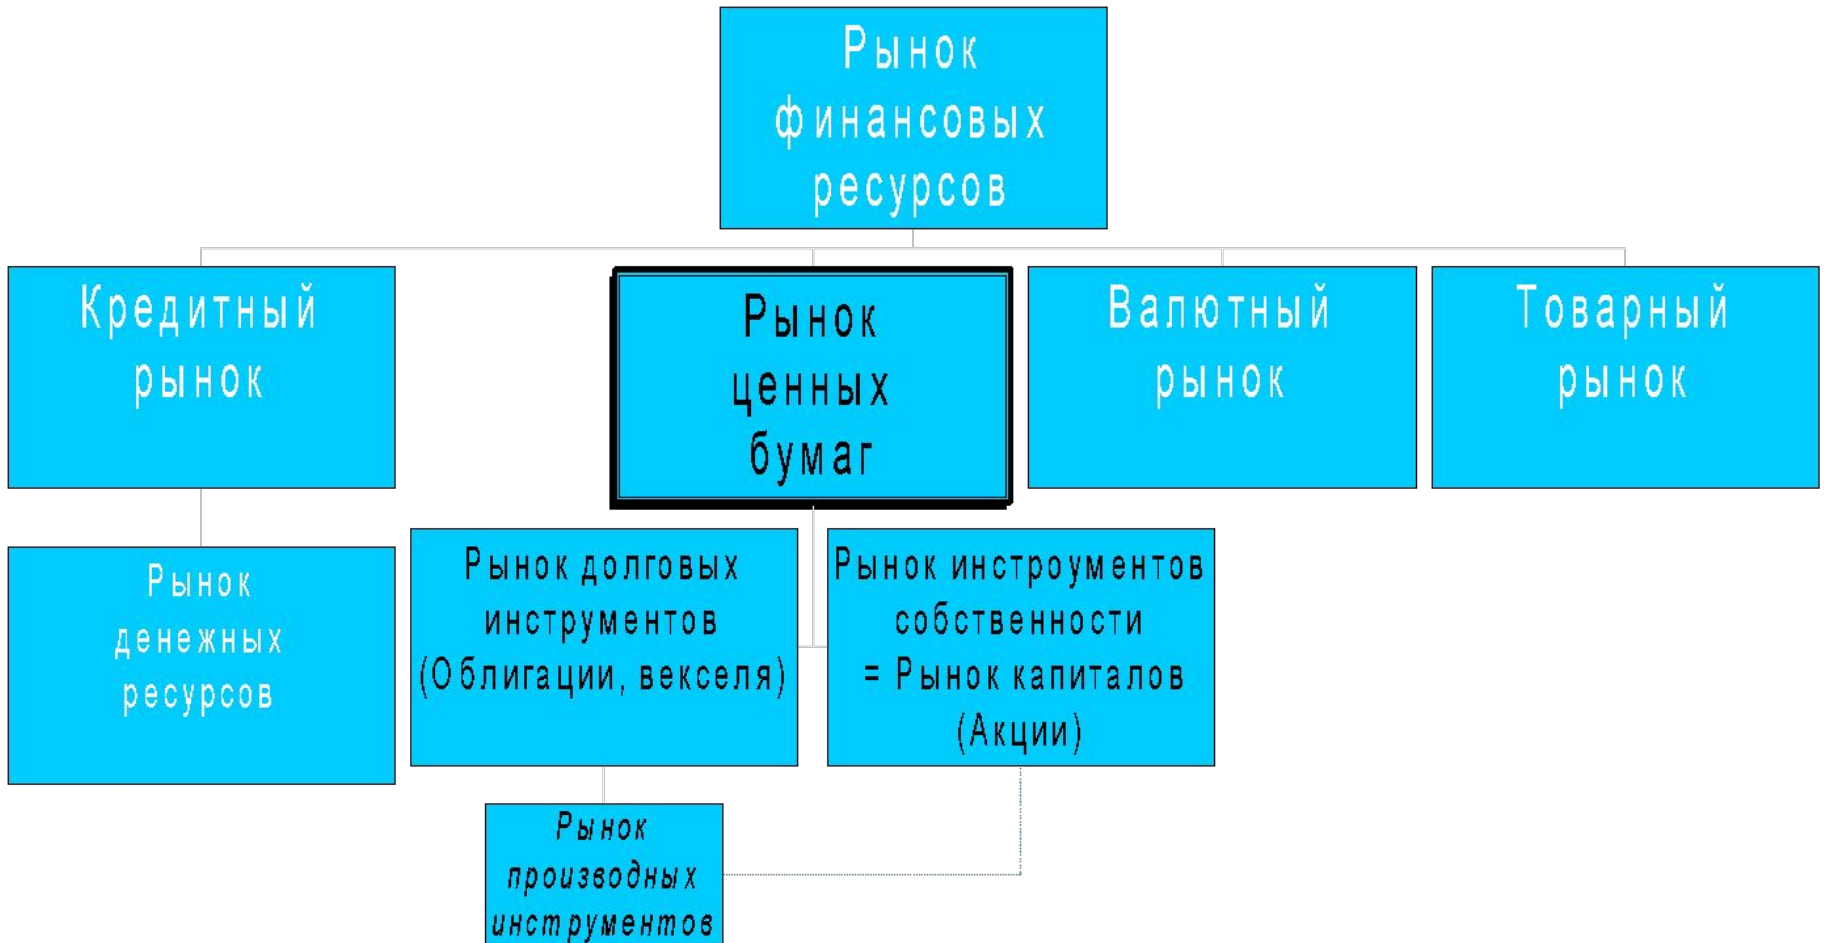 Рынок
финансовых
ресурсов
Кредитный
рынок
Рынок
ценных
бумаг
Валютный
рынок
Товарный
рынок
Рынок
денежных
ресурсов
Рынок долговых
инструментов
(Облигации, векселя)
Рынок инстроументов
собственности
= Рынок капиталов
(Акции)
Рынок
производных
инструментов